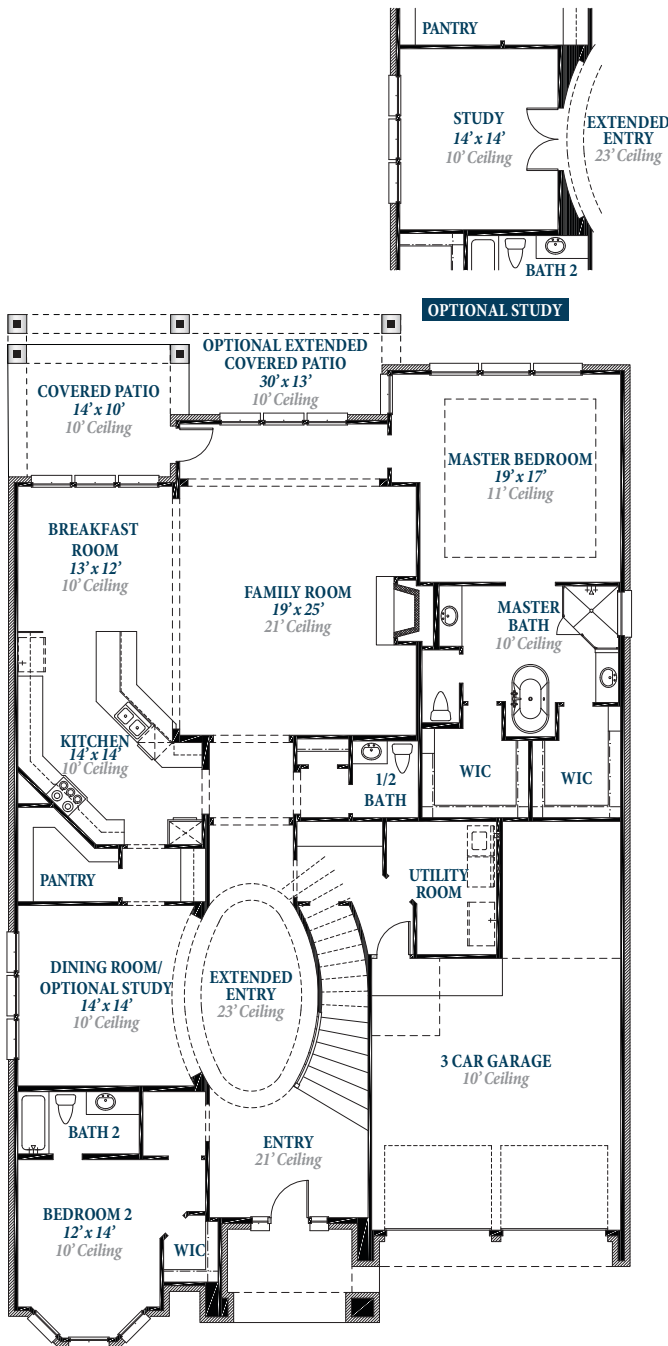 PANTRY
STUDY
14' x 14'
10' Ceiling
EXTENDED
ENTRY
23' Ceiling
BATH 2
OPTIONAL STUDY
OPTIONAL EXTENDED
COVERED PATIO
30' x 13'
10' Ceiling
COVERED PATIO
14' x 10'
10' Ceiling
MASTER BEDROOM
19' x 17'
11' Ceiling
BREAKFAST
ROOM
13' x 12'
10' Ceiling
FAMILY ROOM
19' x 25'
21' Ceiling
MASTER
BATH
10' Ceiling
KITCHEN
14' x 14'
10' Ceiling
1/2
BATH
WIC
WIC
PANTRY
UTILITY
ROOM
DINING ROOM/
OPTIONAL STUDY
14' x 14'
10' Ceiling
EXTENDED
ENTRY
23' Ceiling
3 CAR GARAGE
10' Ceiling
BATH 2
ENTRY
21' Ceiling
BEDROOM 2
12' x 14'
10' Ceiling
WIC